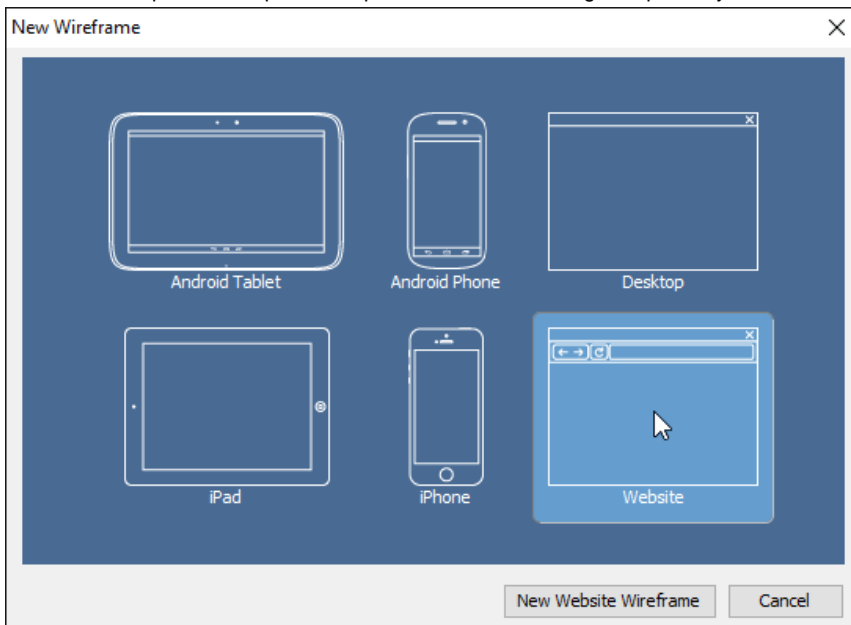 New Wireframe
Android Tablet
Android Phone
Desktop
iPad
iPhone
Website
New Website Wireframe
Cancel